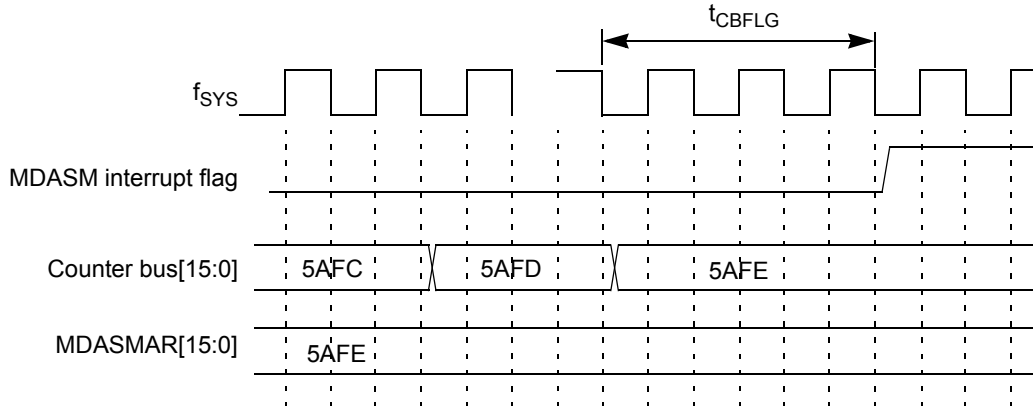 tCBFLG
fSYS
MDASM interrupt flag
Counter bus[15:0]
5AFC
5AFD
5AFE
MDASMAR[15:0]
5AFE